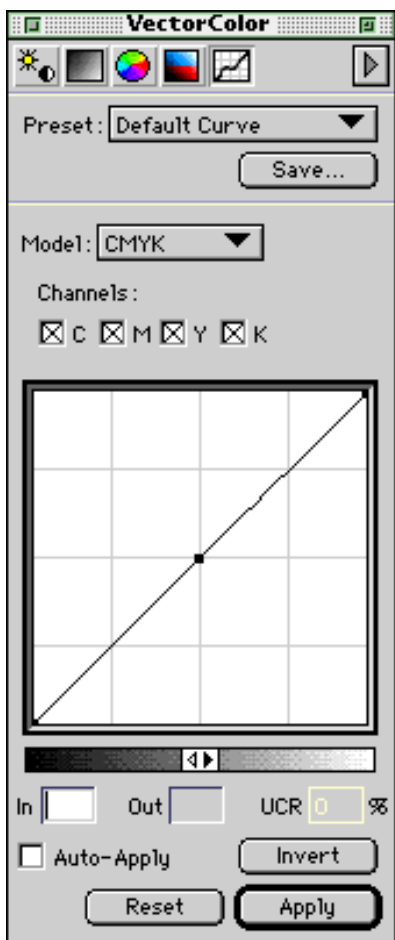 VectorColor
Preset: Default Curve
Save...
Model: CMYK
Channels:
C M Y K
In Out UCR 0 %
Auto-Apply Invert
Reset Apply